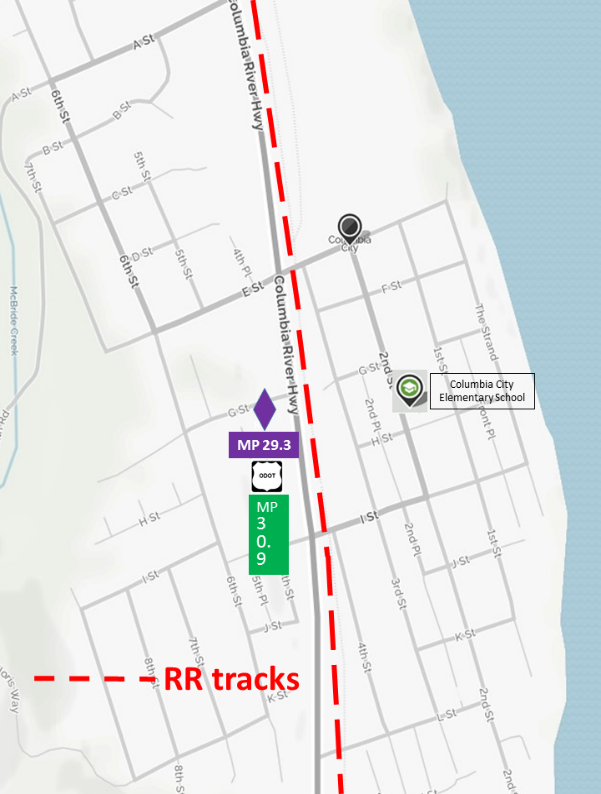 Columbia River Hwy
A St
A St
6th St
B St
B St
7th St
5th St
C St
Columbia
City
D St
5th St
4th Pl
6th St
E St
Columbia River Hwy
F St
McBride Creek
The Strand
1st St
2nd St
G St
Columbia City
Elementary School
G St
2nd Pl
H St
MP 29.3
ODOT
MP
3
0.
9
I St
H St
2nd Pl
1st St
J St
I St
6th St
5th Pl
3rd St
J St
K St
4th St
7th St
8th St
RR tracks
K St
2nd St
L St
8th St
2nd